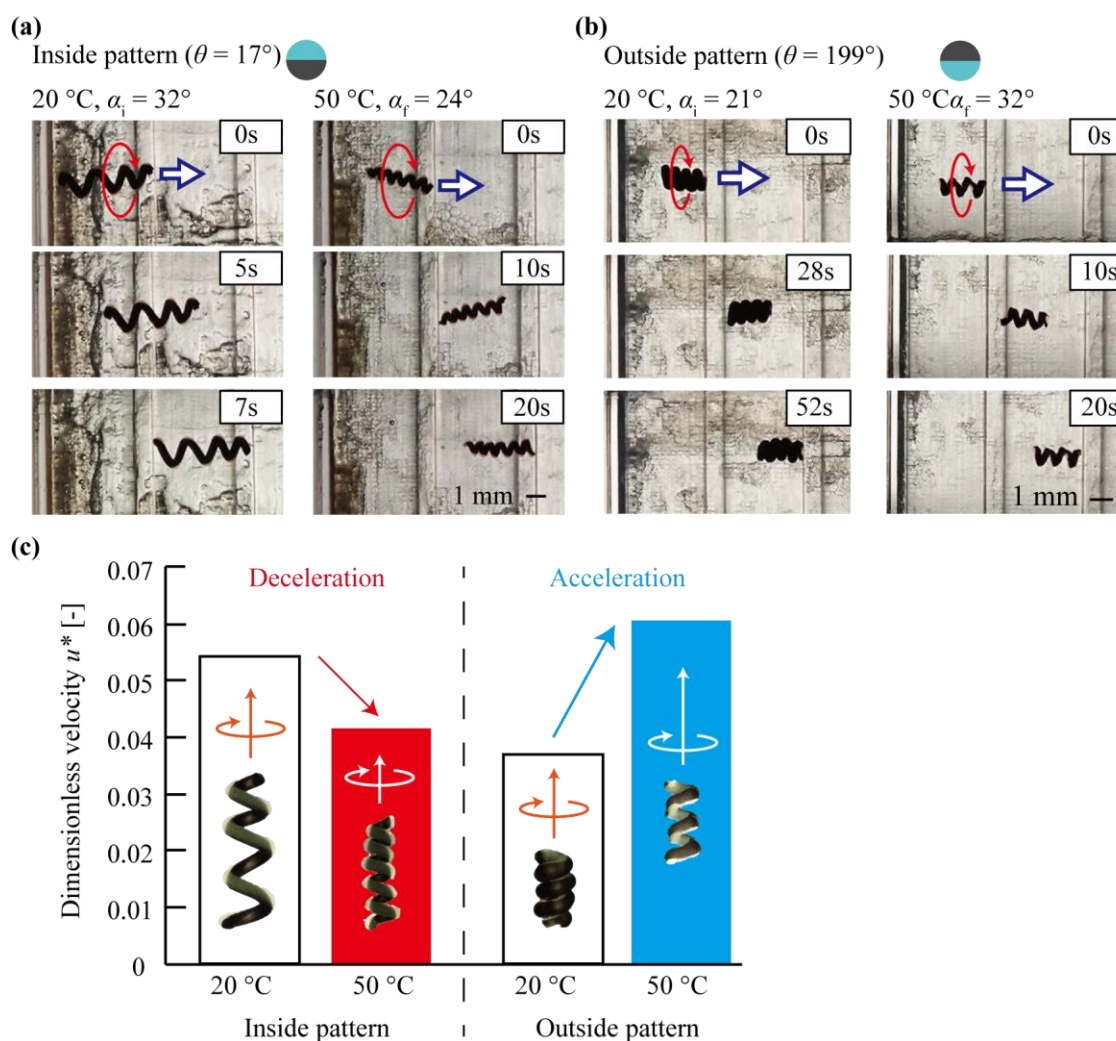 (a)
Inside pattern (θ = 17°)
20 °C, αi = 32°
50 °C, αf = 24°
0s
0s
5s
10s
7s
20s
1 mm
(b)
Outside pattern (θ = 199°)
20 °C, αi = 21°
50 °Cαf = 32°
0s
0s
28s
10s
52s
20s
1 mm
(c)
Dimensionless velocity u* [-]
0.07
0.06
0.05
0.04
0.03
0.02
0.01
0
Deceleration
Acceleration
20 °C
50 °C
20 °C
50 °C
Inside pattern
Outside pattern